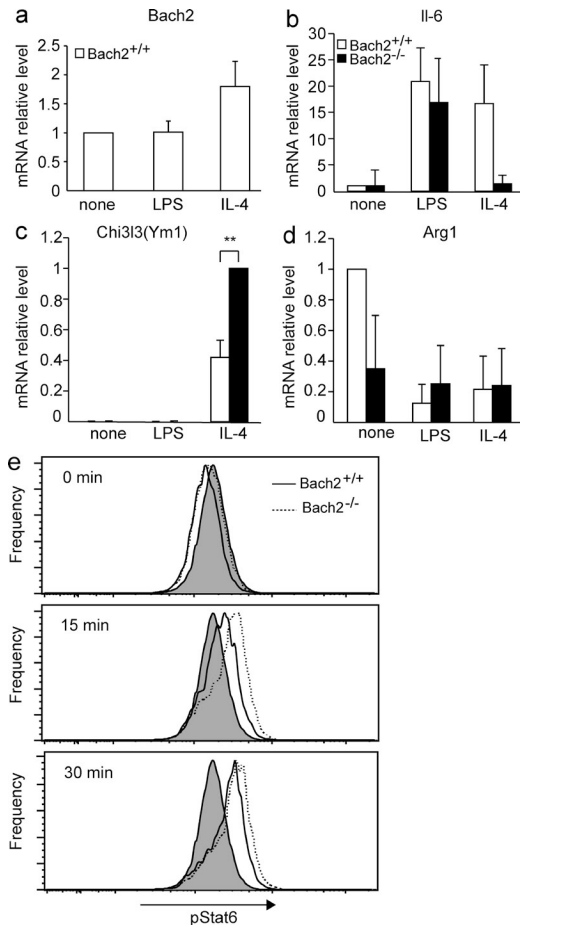 a
Bach2
mRNA relative level
2.5
2
1.5
1
0.5
0
Bach2+/+
none LPS IL-4
b
Il-6
mRNA relative level
30
25
20
15
10
5
0
Bach2+/+
Bach2-/-
none LPS IL-4
c
Chi3l3(Ym1)
mRNA relative level
1.2
1
0.8
0.6
0.4
0.2
0
**
none LPS IL-4
d
Arg1
mRNA relative level
1.2
1
0.8
0.6
0.4
0.2
0
none LPS IL-4
e
Frequency
0 min
Bach2+/+
Bach2-/-
Frequency
15 min
Frequency
30 min
pStat6